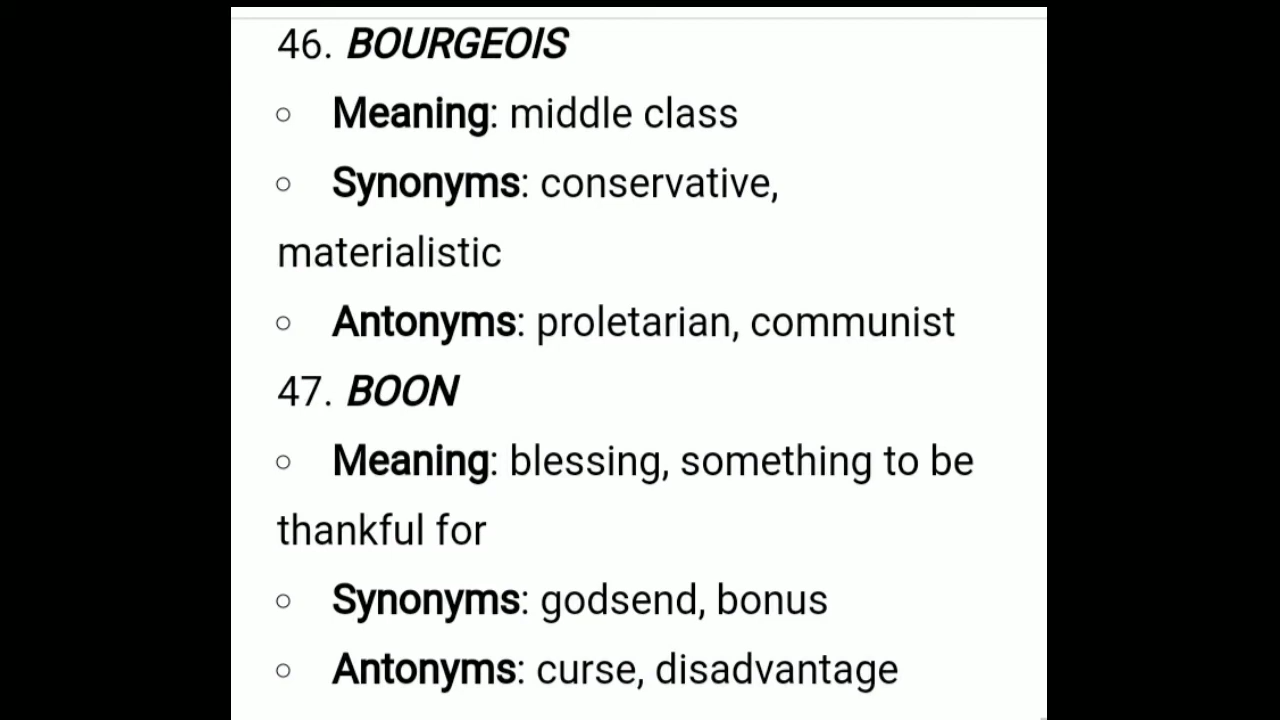 46. BOURGEOIS
○ Meaning: middle class
○ Synonyms: conservative,
materialistic
○ Antonyms: proletarian, communist
47. BOON
○ Meaning: blessing, something to be
thankful for
○ Synonyms: godsend, bonus
○ Antonyms: curse, disadvantage